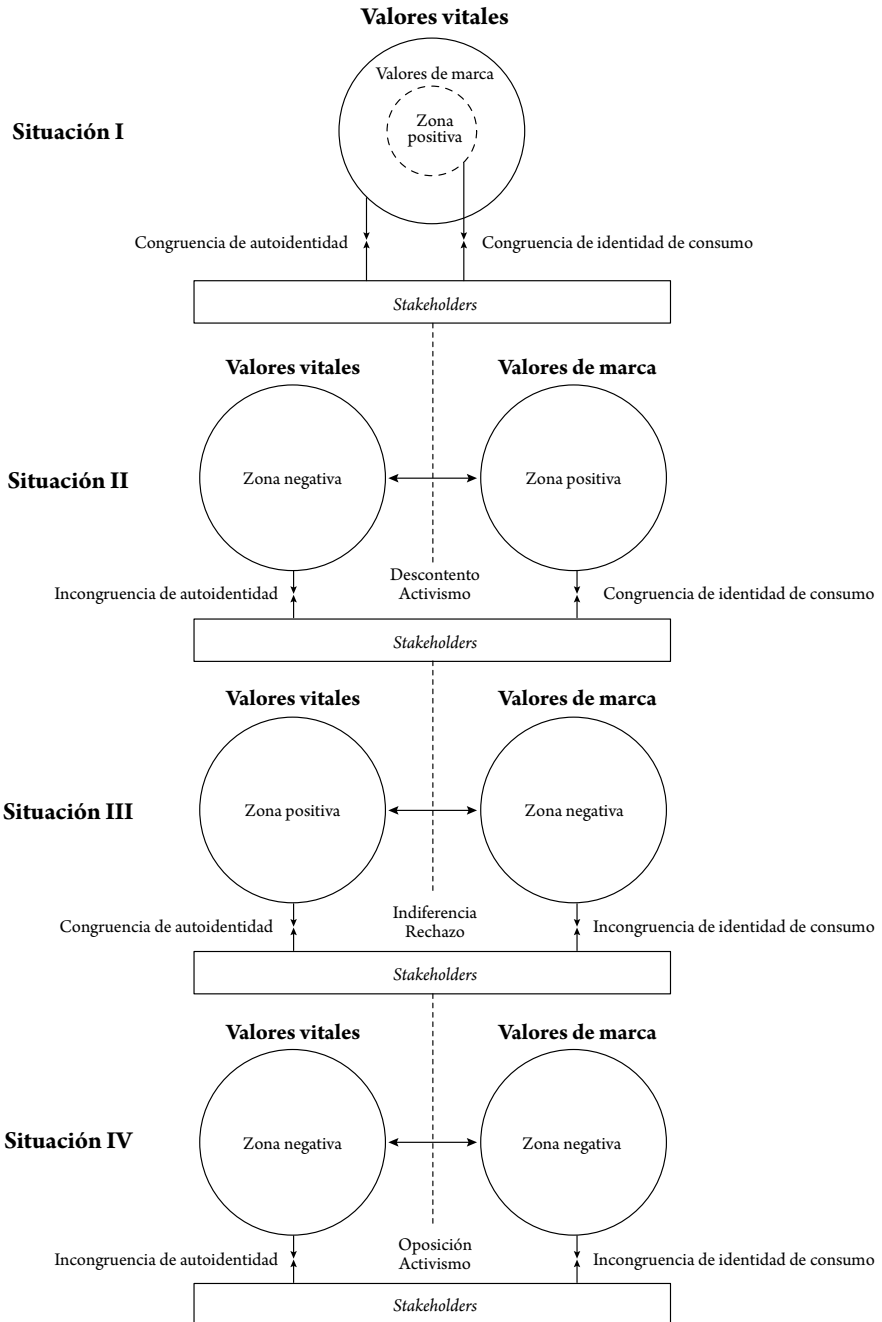 Valores vitales
Valores de marca
Situación I
Zona
positiva
Congruencia de autoidentidad
Congruencia de identidad de consumo
Stakeholders
Valores vitales
Valores de marca
Situación II
Zona negativa
Zona positiva
Incongruencia de autoidentidad
Descontento
Activismo
Congruencia de identidad de consumo
Stakeholders
Valores vitales
Valores de marca
Situación III
Zona positiva
Zona negativa
Congruencia de autoidentidad
Indiferencia
Rechazo
Incongruencia de identidad de consumo
Stakeholders
Valores vitales
Valores de marca
Situación IV
Zona negativa
Zona negativa
Incongruencia de autoidentidad
Oposición
Activismo
Incongruencia de identidad de consumo
Stakeholders